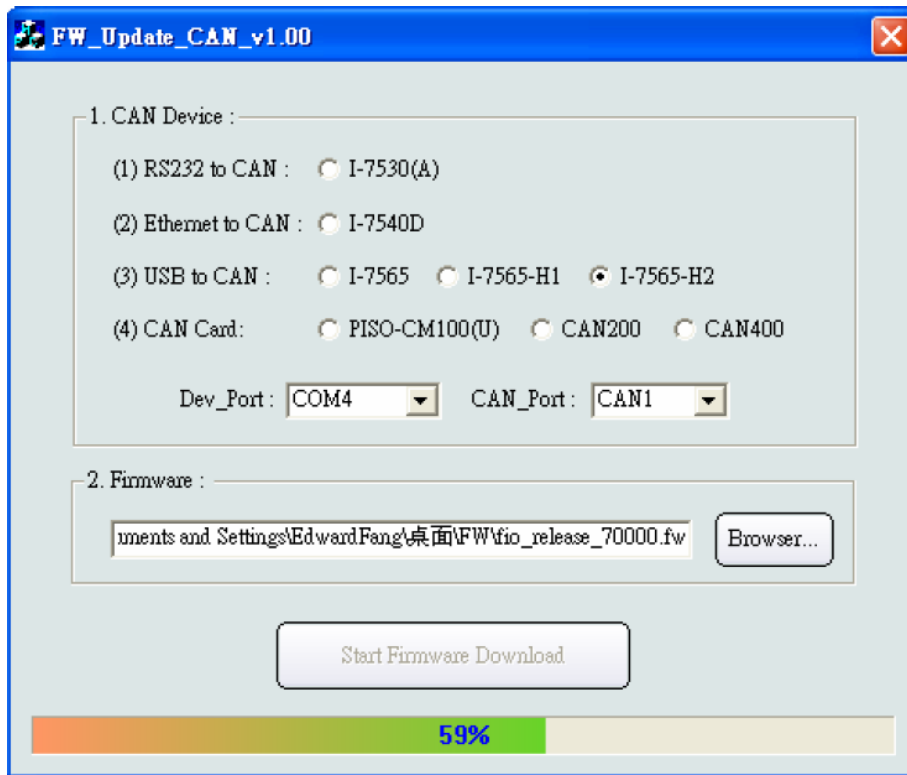 FW_Update_CAN_v1.00
1. CAN Device :
(1) RS232 to CAN : I-7530(A)
(2) Ethernet to CAN : I-7540D
(3) USB to CAN : I-7565 I-7565-H1 I-7565-H2
(4) CAN Card: PISO-CM100(U) CAN200 CAN400
Dev_Port : COM4 CAN_Port : CAN1
2. Firmware :
uments and Settings\EdwardFang\桌面\FW\fio_release_70000.fw Browser...
Start Firmware Download
59%